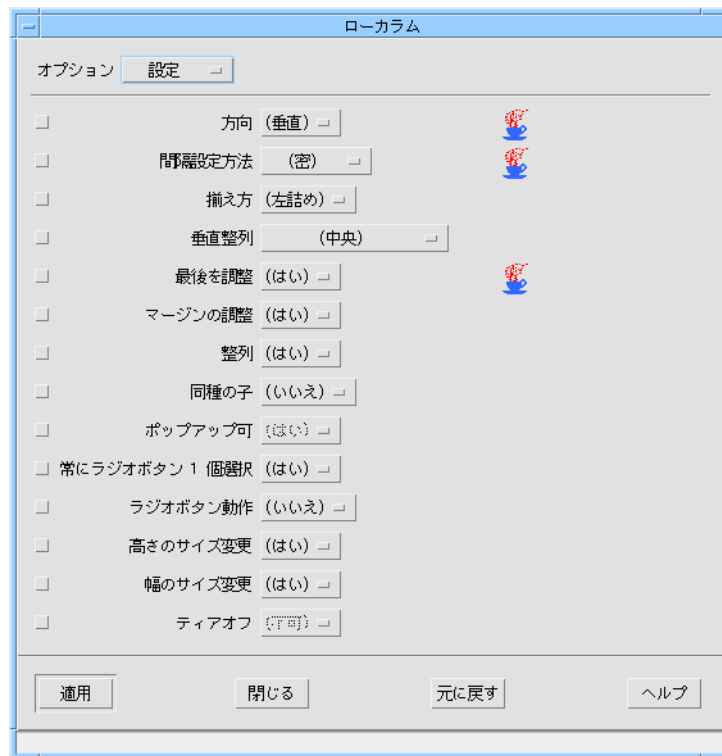 ローカラム
オプション 設定
方向 (垂直)
間隔設定方法 (密)
揃え方 (左詰め)
垂直整列 (中央)
最後を調整 (はい)
マージンの調整 (はい)
整列 (はい)
同種の子 (いいえ)
ポップアップ可 (はい)
常にラジオボタン 1 個選択 (はい)
ラジオボタン動作 (いいえ)
高さのサイズ変更 (はい)
幅のサイズ変更 (はい)
ティアオフ (不可)
適用 閉じる 元に戻す ヘルプ